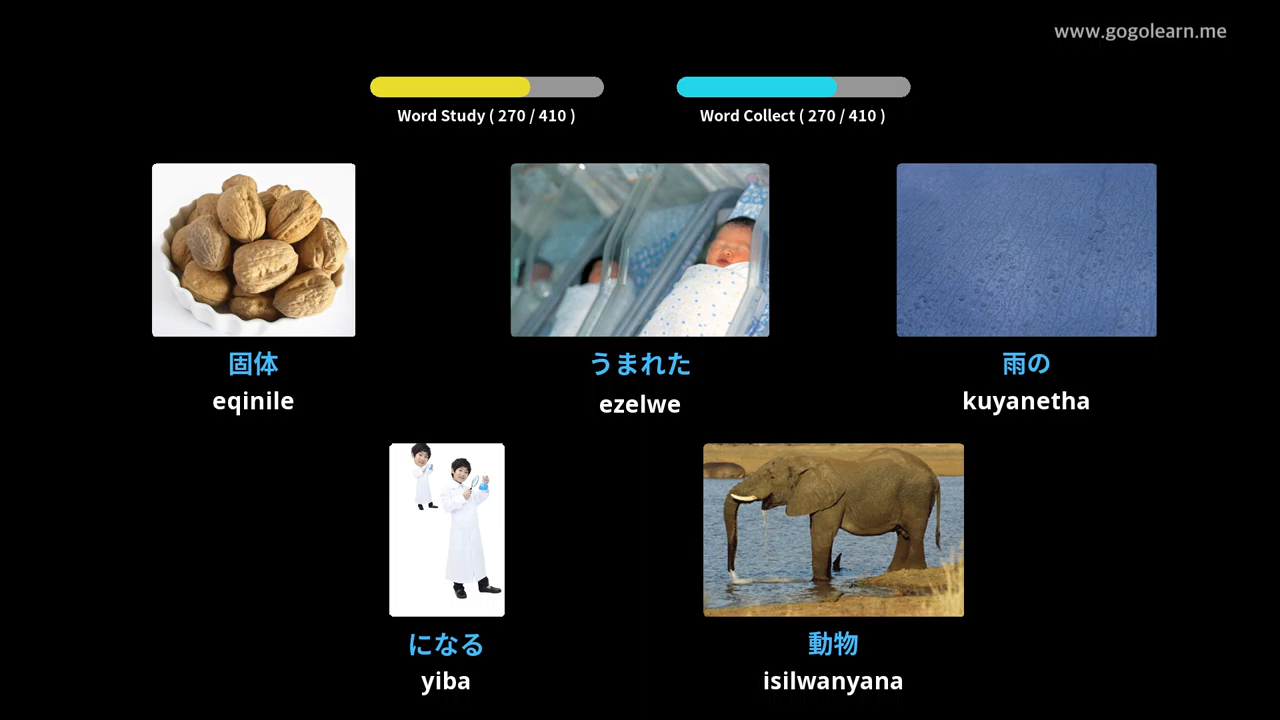 www.gogolearn.me
Word Study ( 270 / 410 )
Word Collect ( 270 / 410 )
固体
eqinile
うまれた
ezelwe
雨の
kuyanetha
になる
yiba
動物
isilwanyana